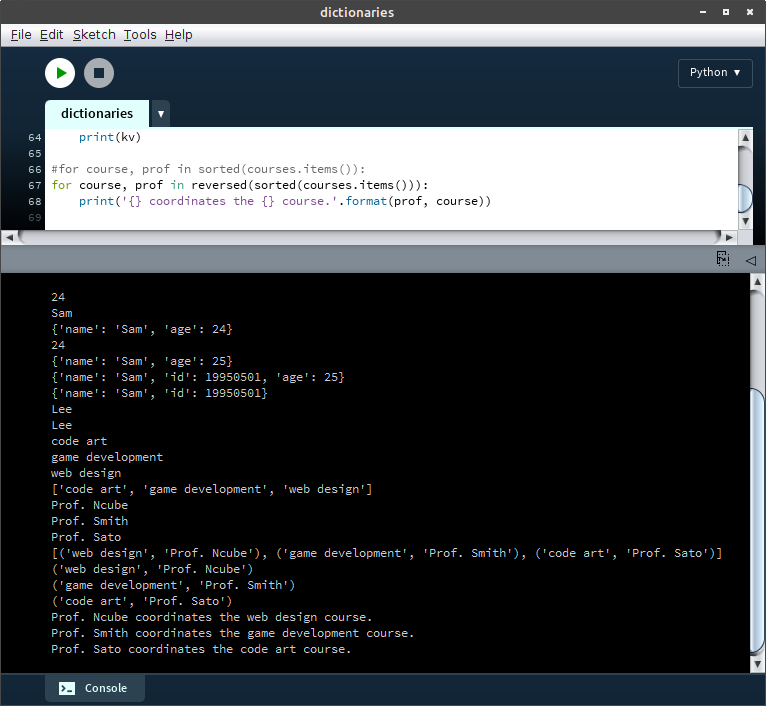 dictionaries
File Edit Sketch Tools Help
Python ▼
dictionaries ▼
64     print(kv)
65
66 #for course, prof in sorted(courses.items()):
67 for course, prof in reversed(sorted(courses.items())):
68     print('{} coordinates the {} course.'.format(prof, course))
69
24
Sam
{'name': 'Sam', 'age': 24}
24
{'name': 'Sam', 'age': 25}
{'name': 'Sam', 'id': 19950501, 'age': 25}
{'name': 'Sam', 'id': 19950501}
Lee
Lee
code art
game development
web design
['code art', 'game development', 'web design']
Prof. Ncube
Prof. Smith
Prof. Sato
[('web design', 'Prof. Ncube'), ('game development', 'Prof. Smith'), ('code art', 'Prof. Sato')]
('web design', 'Prof. Ncube')
('game development', 'Prof. Smith')
('code art', 'Prof. Sato')
Prof. Ncube coordinates the web design course.
Prof. Smith coordinates the game development course.
Prof. Sato coordinates the code art course.
Console